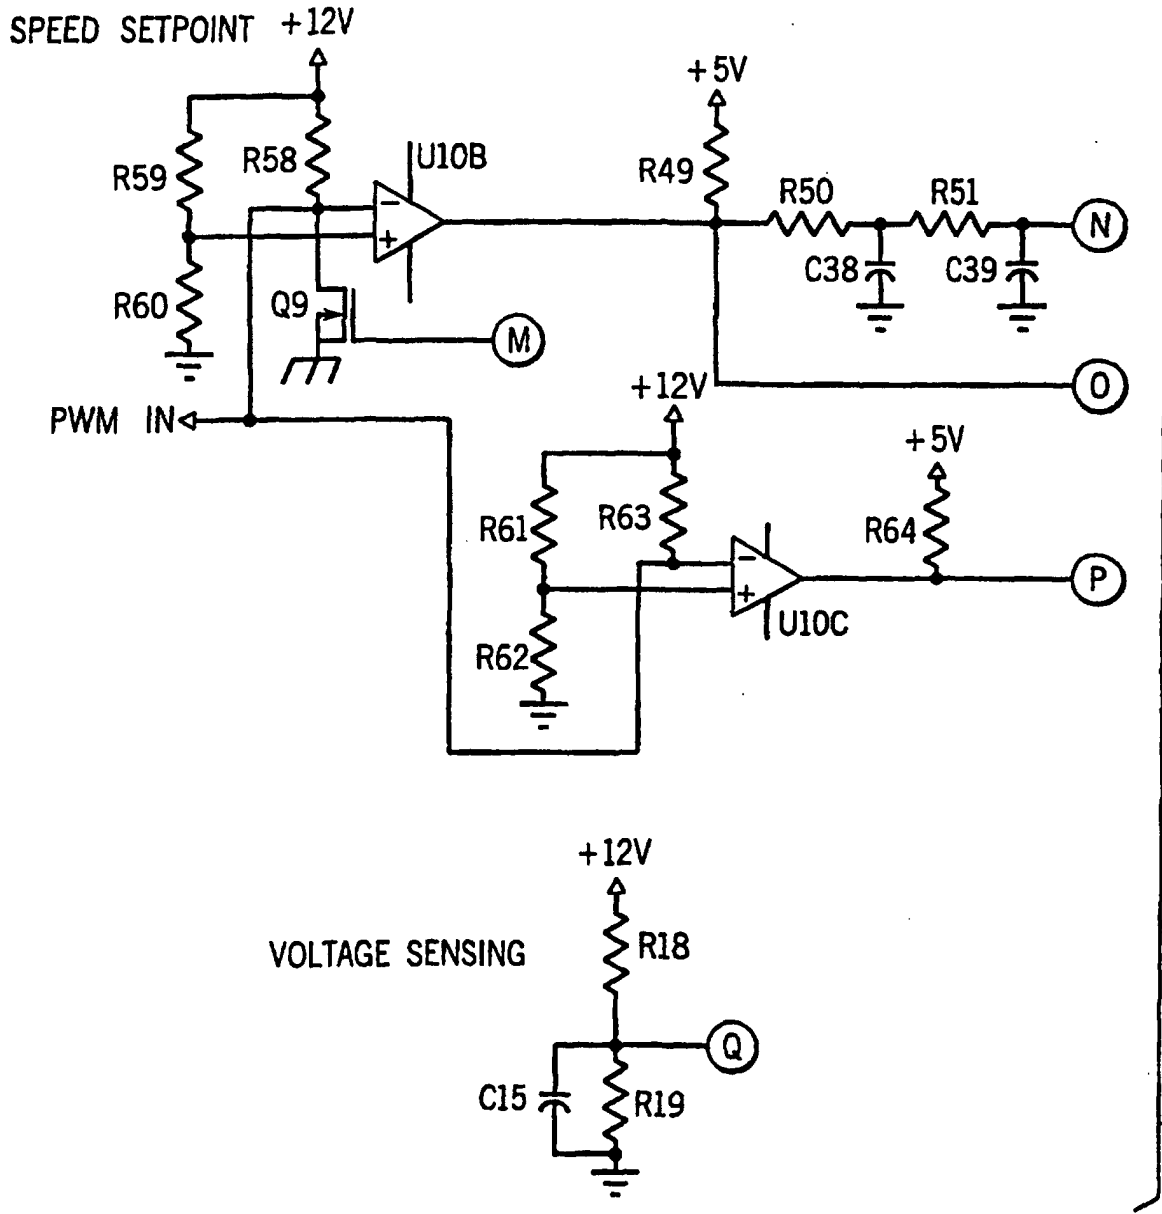 SPEED SETPOINT +12V
+5V
R59
R58
U10B
R49
R50
R51
N
−
+
C38
C39
R60
Q9
M
+12V
O
PWM IN
+5V
R61
R63
R64
−
+
P
U10C
R62
+12V
VOLTAGE SENSING
R18
Q
C15
R19